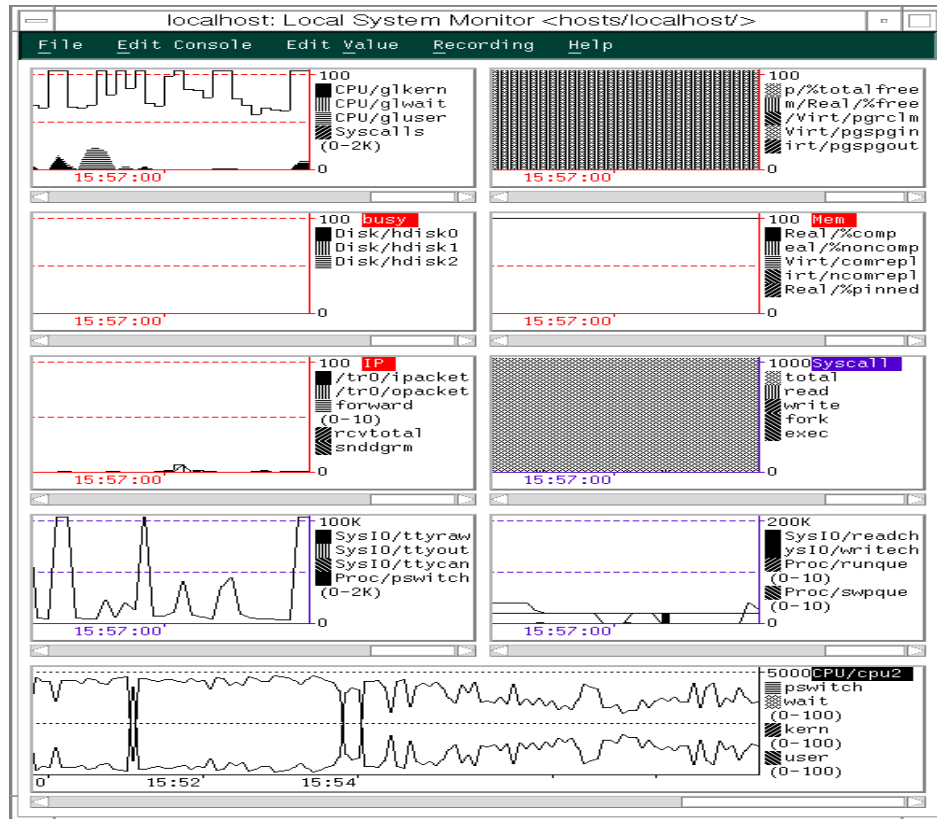 localhost: Local System Monitor <hosts/localhost/>
File Edit Console Edit Value Recording Help
100
CPU/glkern
CPU/glwait
CPU/gluser
Syscalls
(0-2K)
0
15:57:00
100
p/%totalfree
m/Real/%free
/Virt/pgrclm
Virt/pgspgin
irt/pgspgout
0
15:57:00
100 busy
Disk/hdisk0
Disk/hdisk1
Disk/hdisk2
0
15:57:00
100 Mem
Real/%comp
eal/%noncomp
Virt/comrepl
irt/ncomrepl
Real/%pinned
0
15:57:00
100 IP
/tr0/ipacket
/tr0/opacket
forward
(0-10)
rcvtotal
snddgrm
0
15:57:00
1000Syscall
total
read
write
fork
exec
0
15:57:00
100K
SysIO/ttyraw
SysIO/ttyout
SysIO/ttycan
Proc/pswitch
(0-2K)
0
15:57:00
200K
SysIO/readch
ysIO/writech
Proc/runque
(0-10)
Proc/swpque
(0-10)
0
15:57:00
5000CPU/cpu2
pswitch
wait
(0-100)
kern
(0-100)
user
(0-100)
0 15:52 15:54